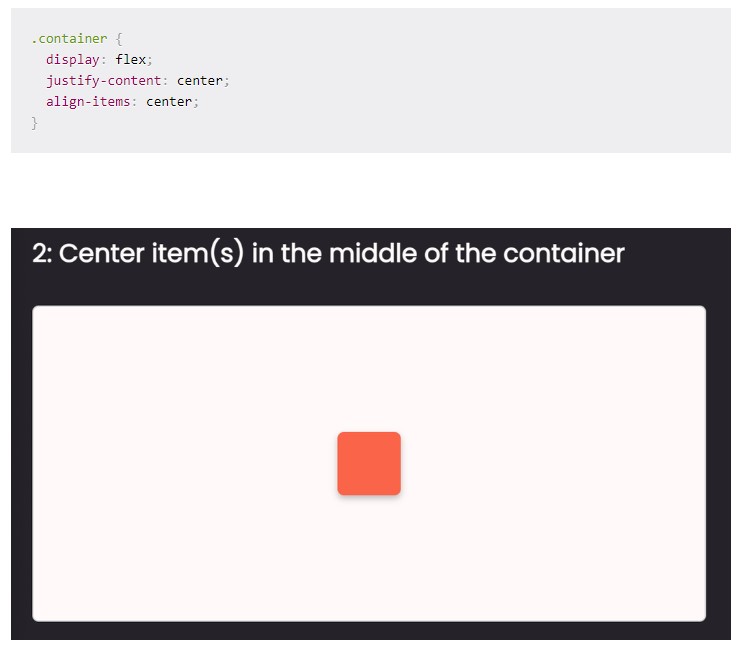 .container {
  display: flex;
  justify-content: center;
  align-items: center;
}
2: Center item(s) in the middle of the container